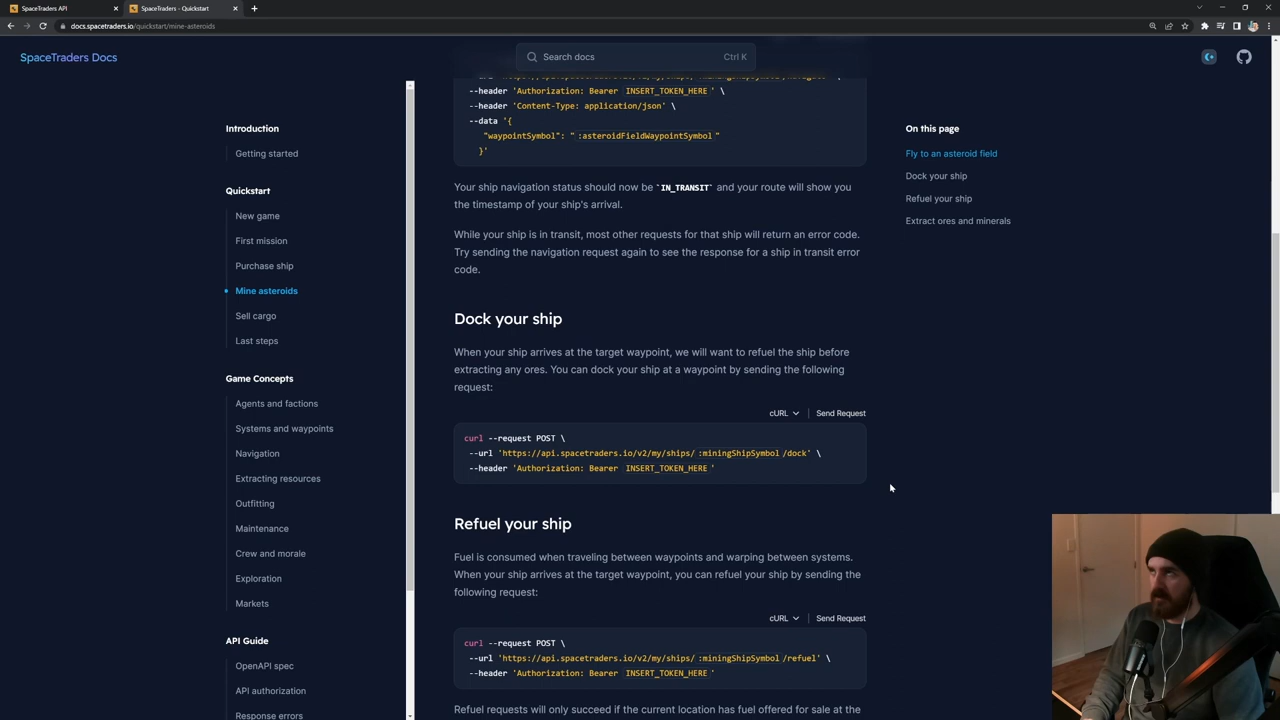 SpaceTraders API
SpaceTraders - Quickstart
docs.spacetraders.io/quickstart/mine-asteroids
SpaceTraders Docs
Search docs
Ctrl K
Introduction
Getting started
Quickstart
New game
First mission
Purchase ship
Mine asteroids
Sell cargo
Last steps
Game Concepts
Agents and factions
Systems and waypoints
Navigation
Extracting resources
Outfitting
Maintenance
Crew and morale
Exploration
Markets
API Guide
OpenAPI spec
API authorization
Response errors
--header 'Authorization: Bearer INSERT_TOKEN_HERE' \
--header 'Content-Type: application/json' \
--data '{
"waypointSymbol": ":asteroidFieldWaypointSymbol"
}'
Your ship navigation status should now be `IN_TRANSIT` and your route will show you
the timestamp of your ship's arrival.
While your ship is in transit, most other requests for that ship will return an error code.
Try sending the navigation request again to see the response for a ship in transit error
code.
Dock your ship
When your ship arrives at the target waypoint, we will want to refuel the ship before
extracting any ores. You can dock your ship at a waypoint by sending the following
request:
cURL
Send Request
curl --request POST \
--url 'https://api.spacetraders.io/v2/my/ships/:miningShipSymbol/dock' \
--header 'Authorization: Bearer INSERT_TOKEN_HERE'
Refuel your ship
Fuel is consumed when traveling between waypoints and warping between systems.
When your ship arrives at the target waypoint, you can refuel your ship by sending the
following request:
cURL
Send Request
curl --request POST \
--url 'https://api.spacetraders.io/v2/my/ships/:miningShipSymbol/refuel' \
--header 'Authorization: Bearer INSERT_TOKEN_HERE'
Refuel requests will only succeed if the current location has fuel offered for sale at the
On this page
Fly to an asteroid field
Dock your ship
Refuel your ship
Extract ores and minerals